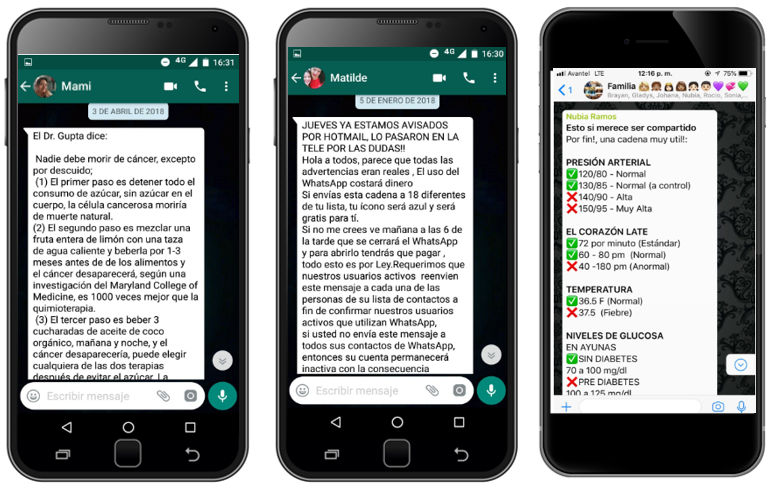 4G 16:31
Mami
3 DE ABRIL DE 2018
El Dr. Gupta dice:
Nadie debe morir de cáncer, excepto
por descuido;
(1) El primer paso es detener todo el
consumo de azúcar, sin azúcar en el
cuerpo, la célula cancerosa moriría
de muerte natural.
(2) El segundo paso es mezclar una
fruta entera de limón con una taza
de agua caliente y beberla por 1-3
meses antes de de los alimentos y
el cáncer desaparecerá, según una
investigación del Maryland College of
Medicine, es 1000 veces mejor que la
quimioterapia.
(3) El tercer paso es beber 3
cucharadas de aceite de coco
orgánico, mañana y noche, y el
cáncer desaparecería, puede elegir
cualquiera de las dos terapias
después de evitar el azúcar. La
Escribir mensaje
4G 16:30
Matilde
5 DE ENERO DE 2018
JUEVES YA ESTAMOS AVISADOS
POR HOTMAIL, LO PASARON EN LA
TELE POR LAS DUDAS!!
Hola a todos, parece que todas las
advertencias eran reales , El uso del
WhatsApp costará dinero
Si envías esta cadena a 18 diferentes
de tu lista, tu ícono será azul y será
gratis para tí.
Si no me crees ve mañana a las 6 de
la tarde que se cerrará el WhatsApp
y para abrirlo tendrás que pagar ,
todo esto es por Ley.Requerimos que
nuestros usuarios activos reenvien
este mensaje a cada una de las
personas de su lista de contactos a
fin de confirmar nuestros usuarios
activos que utilizan WhatsApp,
si usted no envía este mensaje a
todos sus contactos de WhatsApp,
entonces su cuenta permanecerá
inactiva con la consecuencia
Escribir mensaje
Avantel LTE 12:16 p. m. 75%
1
Familia
Brayan, Gladys, Johana, Nubia, Rocio, Sonia,...
Nubia Ramos
Esto si merece ser compartido
Por fin!, una cadena muy util!:
PRESIÓN ARTERIAL
120/80 - Normal
130/85 - Normal (a control)
140/90 - Alta
150/95 - Muy Alta
EL CORAZÓN LATE
72 por minuto (Estándar)
60 - 80 pm (Normal)
40 -180 pm (Anormal)
TEMPERATURA
36.5 F (Normal)
37.5 (Fiebre)
NIVELES DE GLUCOSA
EN AYUNAS
SIN DIABETES
70 a 100 mg/dl
PRE DIABETES
100 a 125 mg/dl